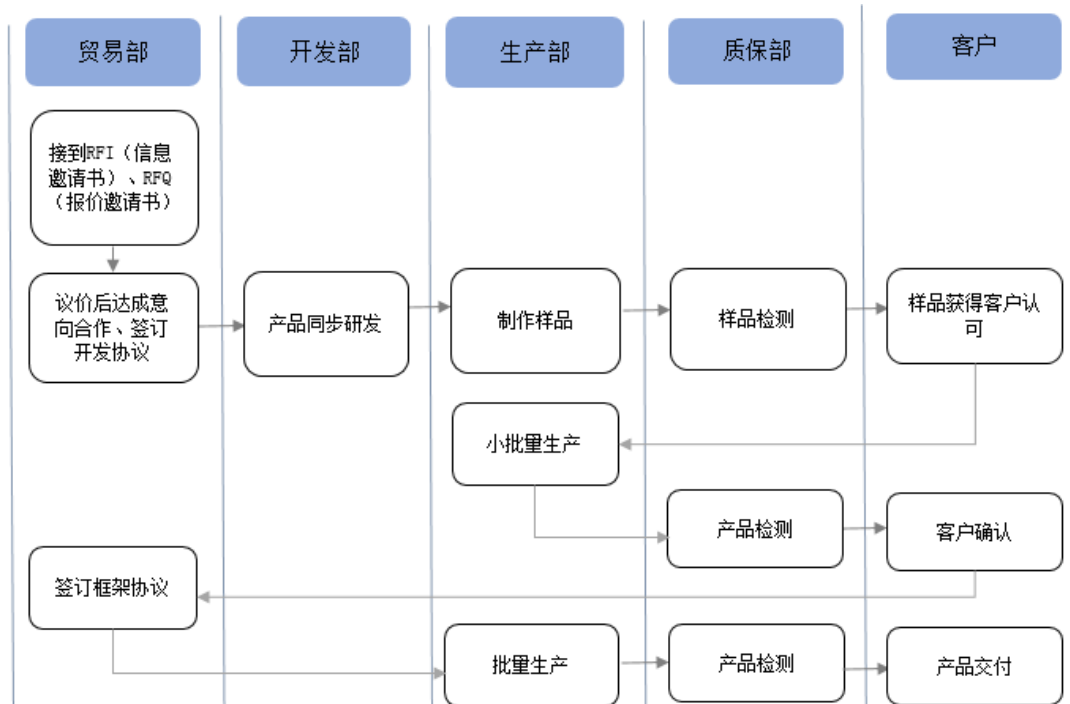 贸易部
开发部
生产部
质保部
客户
接到RFI（信息
邀请书）、RFQ
（报价邀请书）
议价后达成意
向合作、签订
开发协议
产品同步研发
制作样品
样品检测
样品获得客户认
可
小批量生产
产品检测
客户确认
签订框架协议
批量生产
产品检测
产品交付